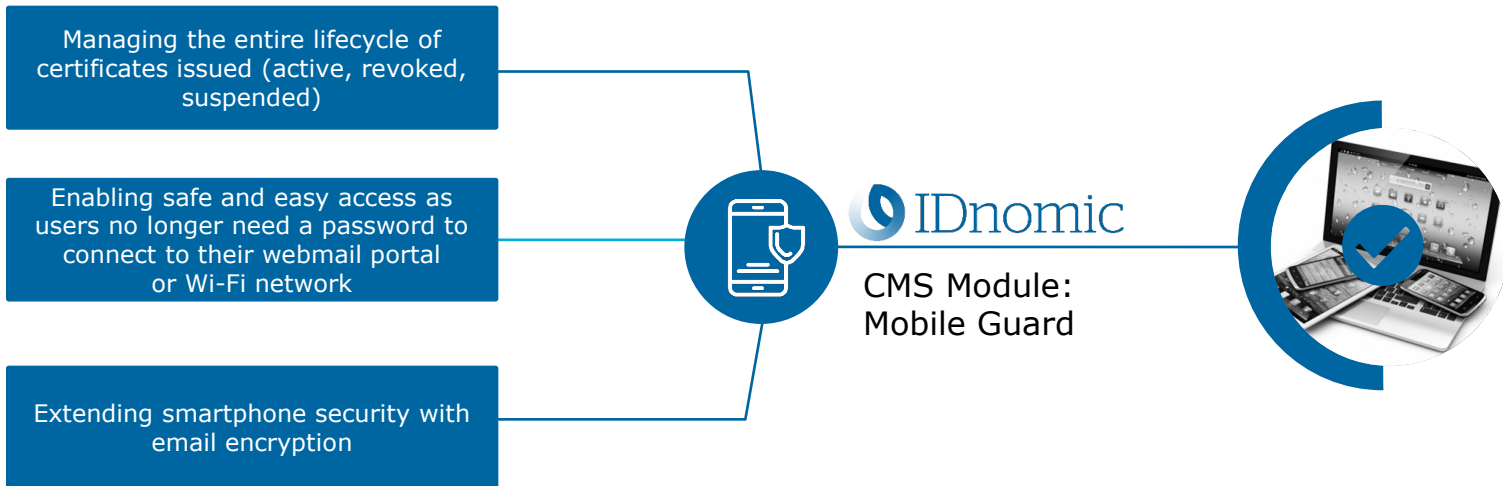 Managing the entire lifecycle of
certificates issued (active, revoked,
suspended)
Enabling safe and easy access as
users no longer need a password to
connect to their webmail portal
or Wi-Fi network
Extending smartphone security with
email encryption
IDnomic
CMS Module:
Mobile Guard